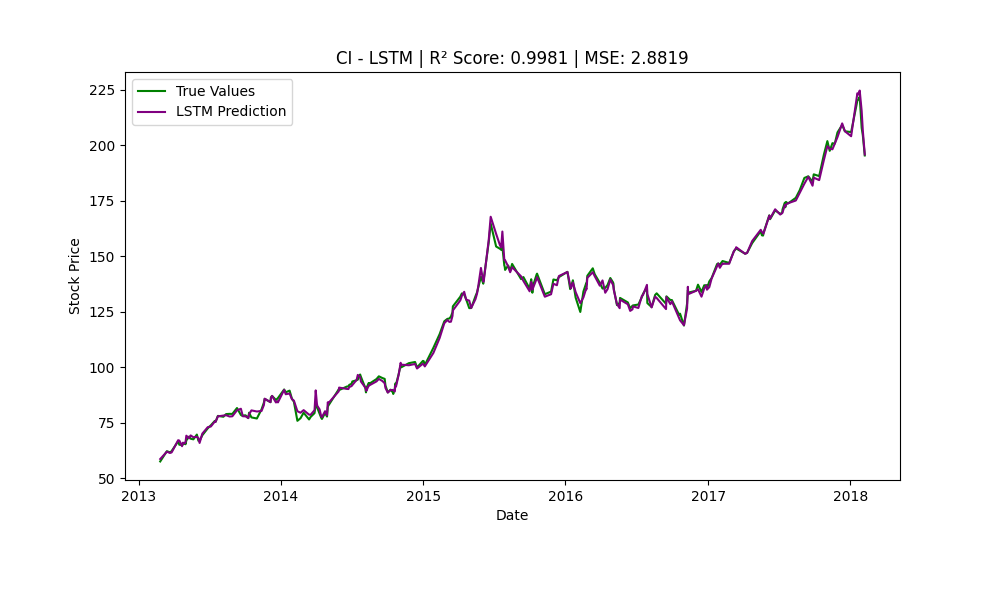 CI - LSTM | R² Score: 0.9981 | MSE: 2.8819
True Values
LSTM Prediction
Stock Price
225
200
175
150
125
100
75
50
2013 2014 2015 2016 2017 2018
Date